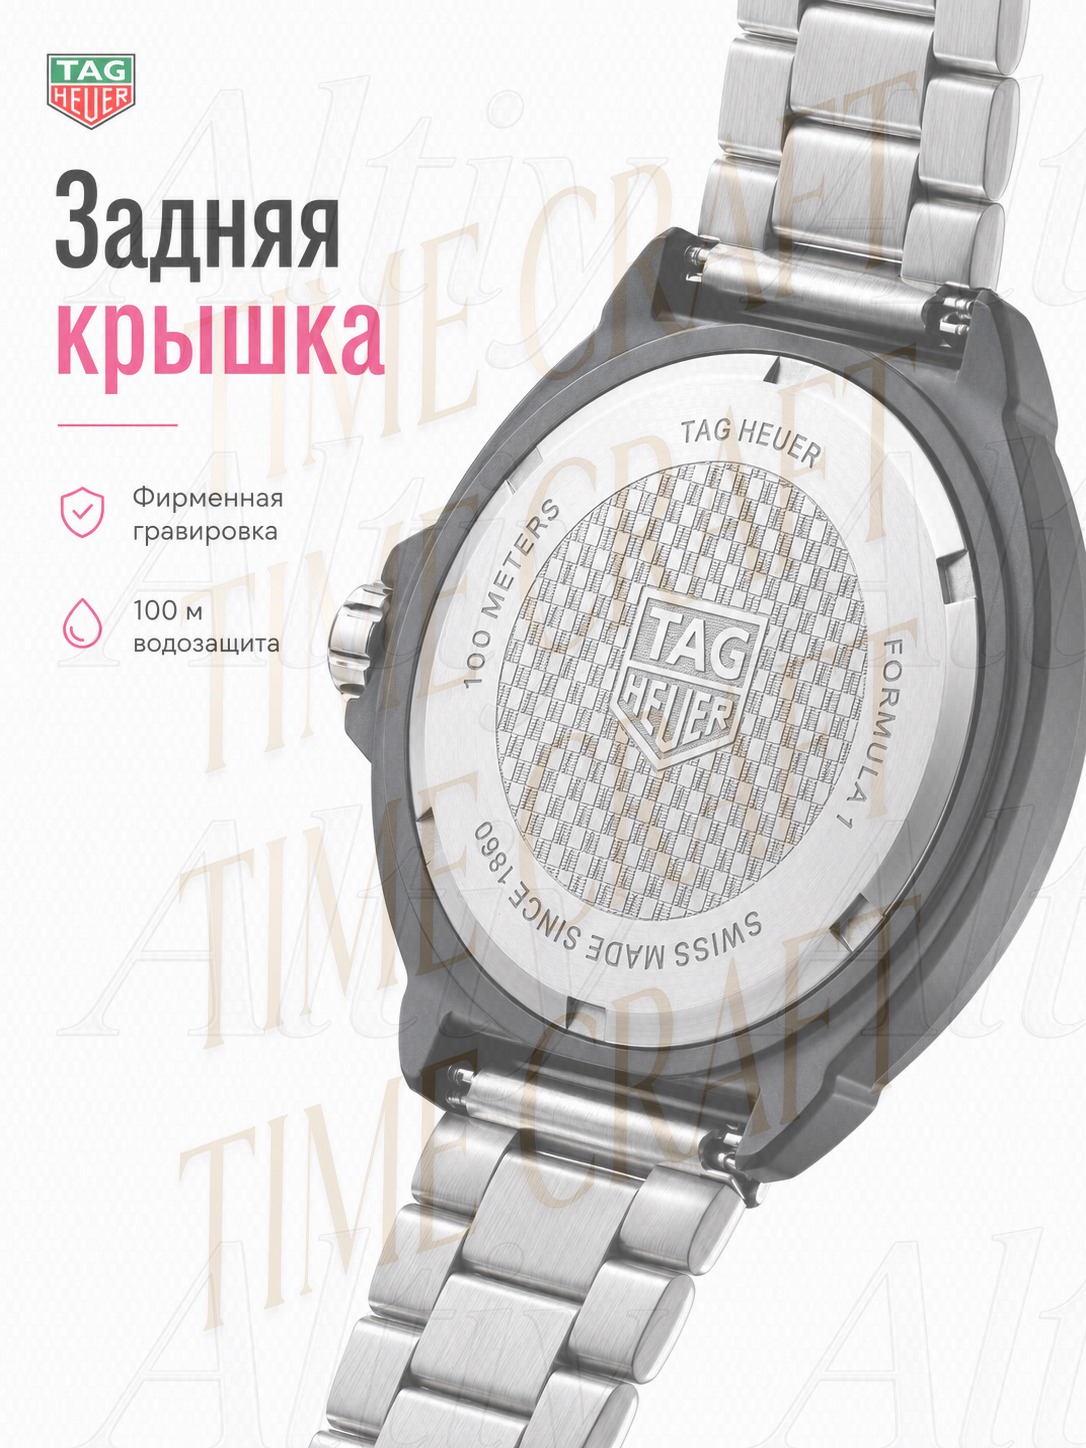 TAG
HEUER
Задняя
крышка
Фирменная
гравировка
100 м
водозащита
TAG HEUER
100 METERS
FORMULA 1
SWISS MADE SINCE 1860
TAG
HEUER
TIME CRAFT
TIME CRAFT
TIME CRAFT
TIME CRAFT